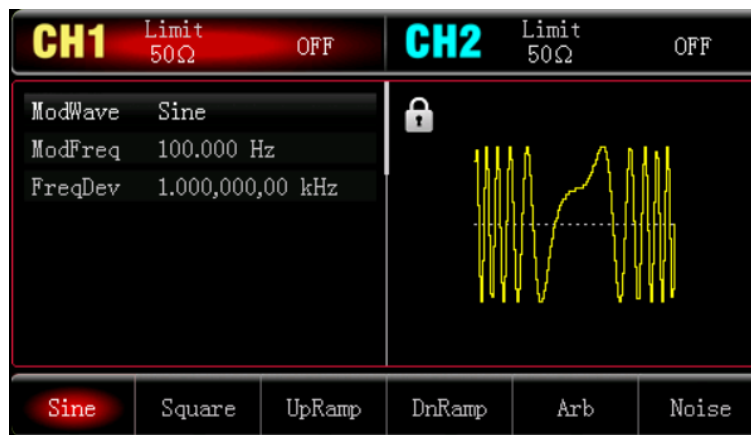 CH1 Limit 50Ω OFF CH2 Limit 50Ω OFF
ModWave Sine
ModFreq 100.000 Hz
FreqDev 1.000,000,00 kHz
Sine Square UpRamp DnRamp Arb Noise